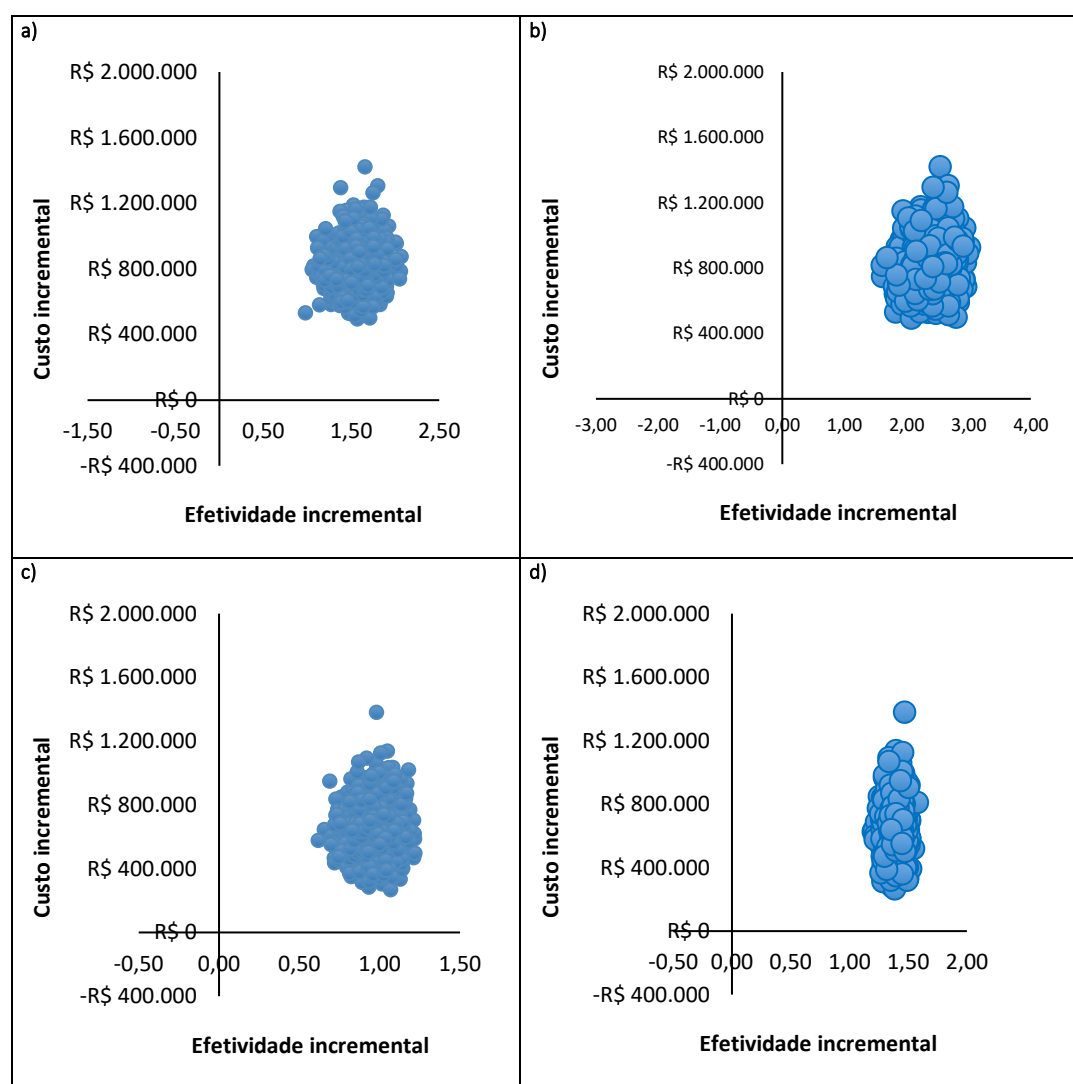 a)
R$ 2.000.000
R$ 1.600.000
R$ 1.200.000
R$ 800.000
R$ 400.000
R$ 0
-R$ 400.000
-1,50 -0,50 0,50 1,50 2,50
Custo incremental
Efetividade incremental
b)
R$ 2.000.000
R$ 1.600.000
R$ 1.200.000
R$ 800.000
R$ 400.000
R$ 0
-R$ 400.000
-3,00 -2,00 -1,00 0,00 1,00 2,00 3,00 4,00
Custo incremental
Efetividade incremental
c)
R$ 2.000.000
R$ 1.600.000
R$ 1.200.000
R$ 800.000
R$ 400.000
R$ 0
-R$ 400.000
-0,50 0,00 0,50 1,00 1,50
Custo incremental
Efetividade incremental
d)
R$ 2.000.000
R$ 1.600.000
R$ 1.200.000
R$ 800.000
R$ 400.000
R$ 0
-R$ 400.000
-0,50 0,00 0,50 1,00 1,50 2,00
Custo incremental
Efetividade incremental